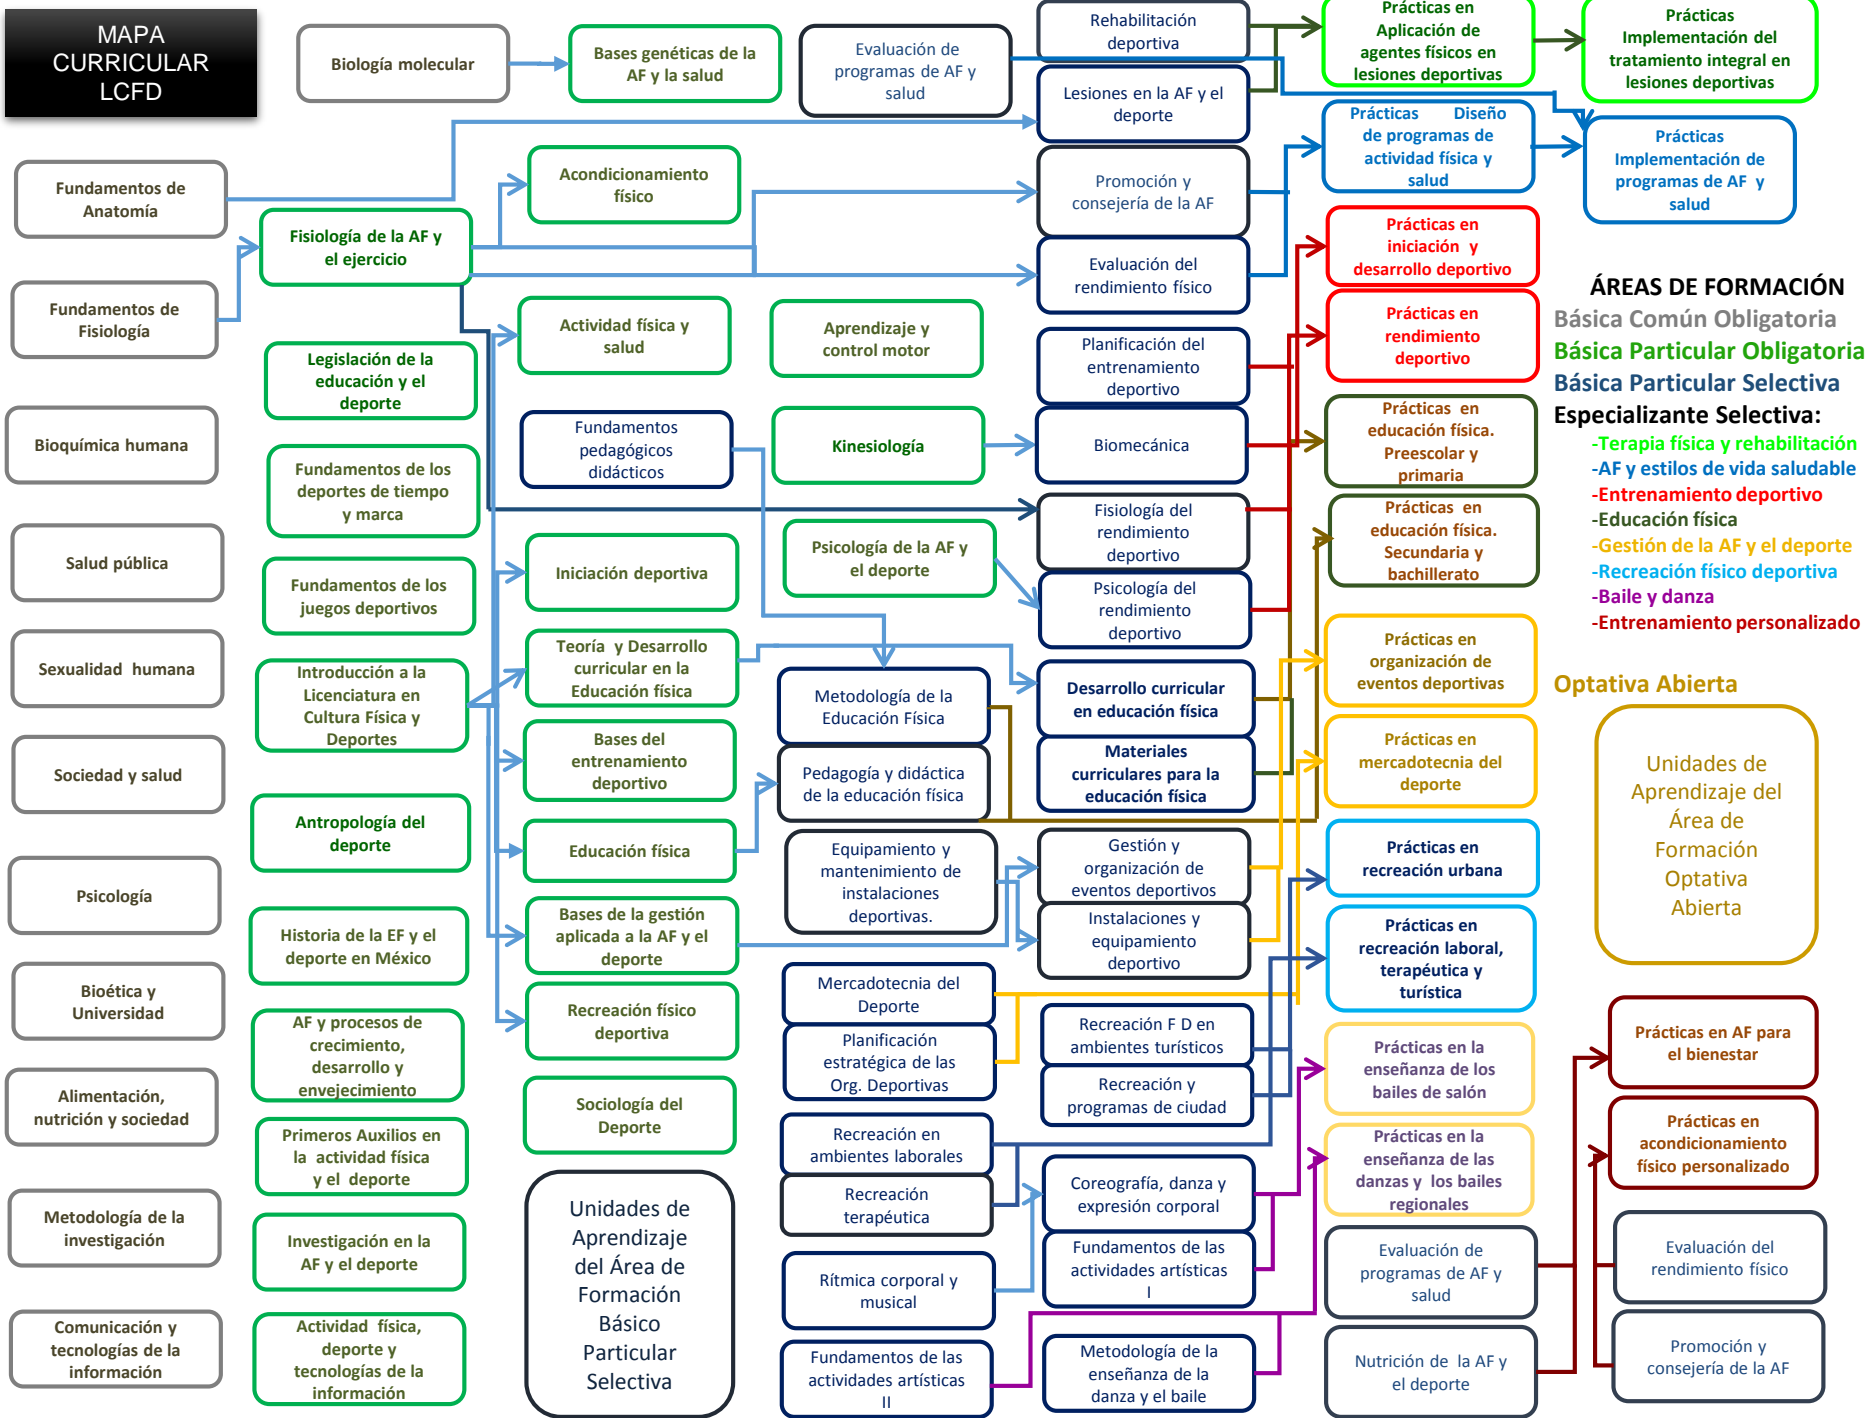 MAPA
CURRICULAR
LCFD
Fundamentos de
Anatomía
Fundamentos de
Fisiología
Bioquímica humana
Salud pública
Sexualidad humana
Sociedad y salud
Psicología
Bioética y
Universidad
Alimentación,
nutrición y sociedad
Metodología de la
investigación
Comunicación y
tecnologías de la
información
Biología molecular
Fisiología de la AF y
el ejercicio
Legislación de la
educación y el
deporte
Fundamentos de los
deportes de tiempo
y marca
Fundamentos de los
juegos deportivos
Introducción a la
Licenciatura en
Cultura Física y
Deportes
Antropología del
deporte
Historia de la EF y el
deporte en México
AF y procesos de
crecimiento,
desarrollo y
envejecimiento
Primeros Auxilios en
la actividad física
y el deporte
Investigación en la
AF y el deporte
Actividad física,
deporte y
tecnologías de la
información
Bases genéticas de la
AF y la salud
Acondicionamiento
físico
Actividad física y
salud
Fundamentos
pedagógicos
didácticos
Iniciación deportiva
Teoría y Desarrollo
curricular en la
Educación física
Bases del
entrenamiento
deportivo
Educación física
Bases de la gestión
aplicada a la AF y el
deporte
Recreación físico
deportiva
Sociología del
Deporte
Unidades de
Aprendizaje
del Área de
Formación
Básico
Particular
Selectiva
Evaluación de
programas de AF y
salud
Aprendizaje y
control motor
Kinesiología
Psicología de la AF y
el deporte
Metodología de la
Educación Física
Pedagogía y didáctica
de la educación física
Equipamiento y
mantenimiento de
instalaciones
deportivas.
Mercadotecnia del
Deporte
Planificación
estratégica de las
Org. Deportivas
Recreación en
ambientes laborales
Recreación
terapéutica
Rítmica corporal y
musical
Fundamentos de las
actividades artísticas
II
Rehabilitación
deportiva
Lesiones en la AF y el
deporte
Promoción y
consejería de la AF
Evaluación del
rendimiento físico
Planificación del
entrenamiento
deportivo
Biomecánica
Fisiología del
rendimiento
deportivo
Psicología del
rendimiento
deportivo
Desarrollo curricular
en educación física
Materiales
curriculares para la
educación física
Gestión y
organización de
eventos deportivos
Instalaciones y
equipamiento
deportivo
Recreación F D en
ambientes turísticos
Recreación y
programas de ciudad
Coreografía, danza y
expresión corporal
Fundamentos de las
actividades artísticas
I
Metodología de la
enseñanza de la
danza y el baile
Prácticas en
Aplicación de
agentes físicos en
lesiones deportivas
Prácticas Diseño
de programas de
actividad física y
salud
Prácticas en
iniciación y
desarrollo deportivo
Prácticas en
rendimiento
deportivo
Prácticas en
educación física.
Preescolar y
primaria
Prácticas en
educación física.
Secundaria y
bachillerato
Prácticas en
organización de
eventos deportivas
Prácticas en
mercadotecnia del
deporte
Prácticas en
recreación urbana
Prácticas en
recreación laboral,
terapéutica y
turística
Prácticas en la
enseñanza de los
bailes de salón
Prácticas en la
enseñanza de las
danzas y los bailes
regionales
Evaluación de
programas de AF y
salud
Nutrición de la AF y
el deporte
Prácticas
Implementación del
tratamiento integral en
lesiones deportivas
Prácticas
Implementación de
programas de AF y
salud
ÁREAS DE FORMACIÓN
Básica Común Obligatoria
Básica Particular Obligatoria
Básica Particular Selectiva
Especializante Selectiva:
-Terapia física y rehabilitación
-AF y estilos de vida saludable
-Entrenamiento deportivo
-Educación física
-Gestión de la AF y el deporte
-Recreación físico deportiva
-Baile y danza
-Entrenamiento personalizado
Optativa Abierta
Unidades de
Aprendizaje del
Área de
Formación
Optativa
Abierta
Prácticas en AF para
el bienestar
Prácticas en
acondicionamiento
físico personalizado
Evaluación del
rendimiento físico
Promoción y
consejería de la AF